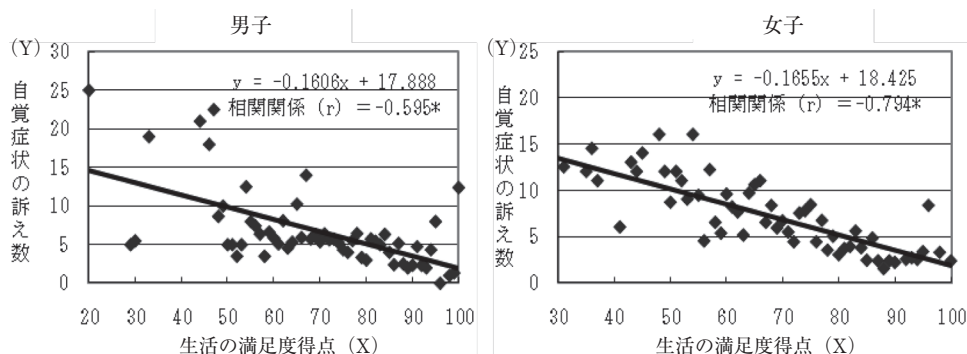 男子
(Y)
30
25
20
15
10
5
0
自覚症状の訴え数
y = -0.1606x + 17.888
相関関係 (r) =-0.595*
20 30 40 50 60 70 80 90 100
生活の満足度得点 (X)
女子
(Y)
25
20
15
10
5
0
自覚症状の訴え数
y = -0.1655x + 18.425
相関関係 (r) =-0.794*
30 40 50 60 70 80 90 100
生活の満足度得点 (X)